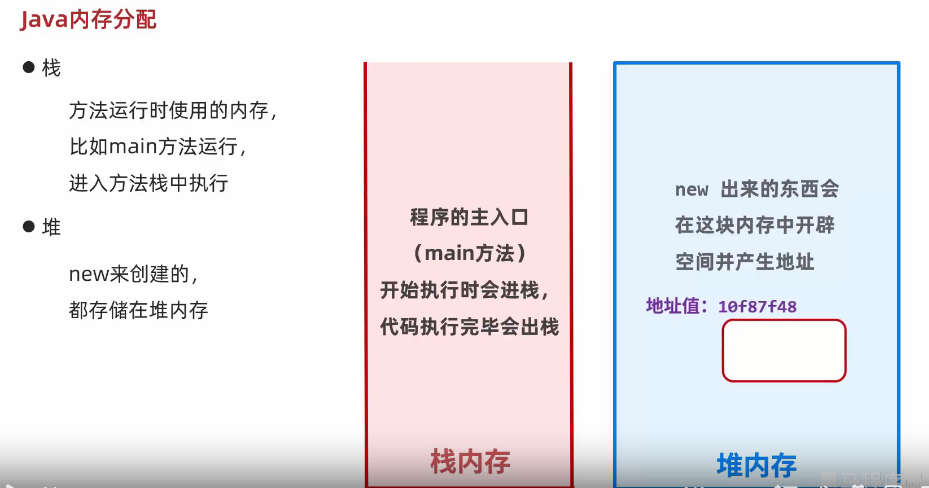 Java内存分配
● 栈
方法运行时使用的内存，
比如main方法运行，
进入方法栈中执行
● 堆
new来创建的，
都存储在堆内存
程序的主入口
（main方法）
开始执行时会进栈，
代码执行完毕会出栈
栈内存
new 出来的东西会
在这块内存中开辟
空间并产生地址
地址值：10f87f48
堆内存